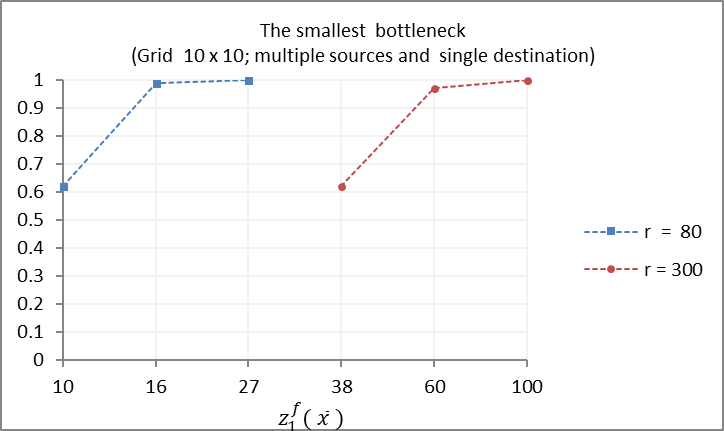 The smallest bottleneck
(Grid 10 x 10; multiple sources and single destination)
1
0.9
0.8
0.7
0.6
0.5
0.4
0.3
0.2
0.1
0
10 16 27 38 60 100
r = 80
r = 300
z₁ᶠ( ẋ )